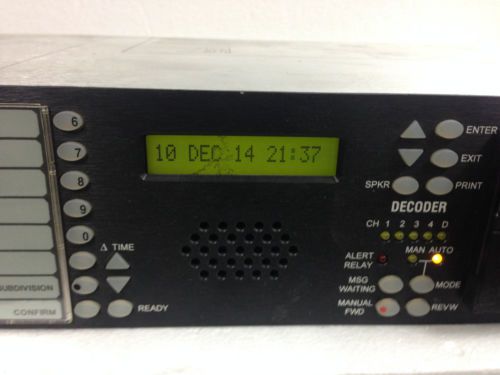 6
7
8
9
0
Δ TIME
SUBDIVISION
CONFIRM
READY
10 DEC 14 21:37
ENTER
EXIT
SPKR
PRINT
DECODER
CH 1 2 3 4 D
MAN AUTO
ALERT
RELAY
MSG
WAITING
MODE
MANUAL
FWD
REVW